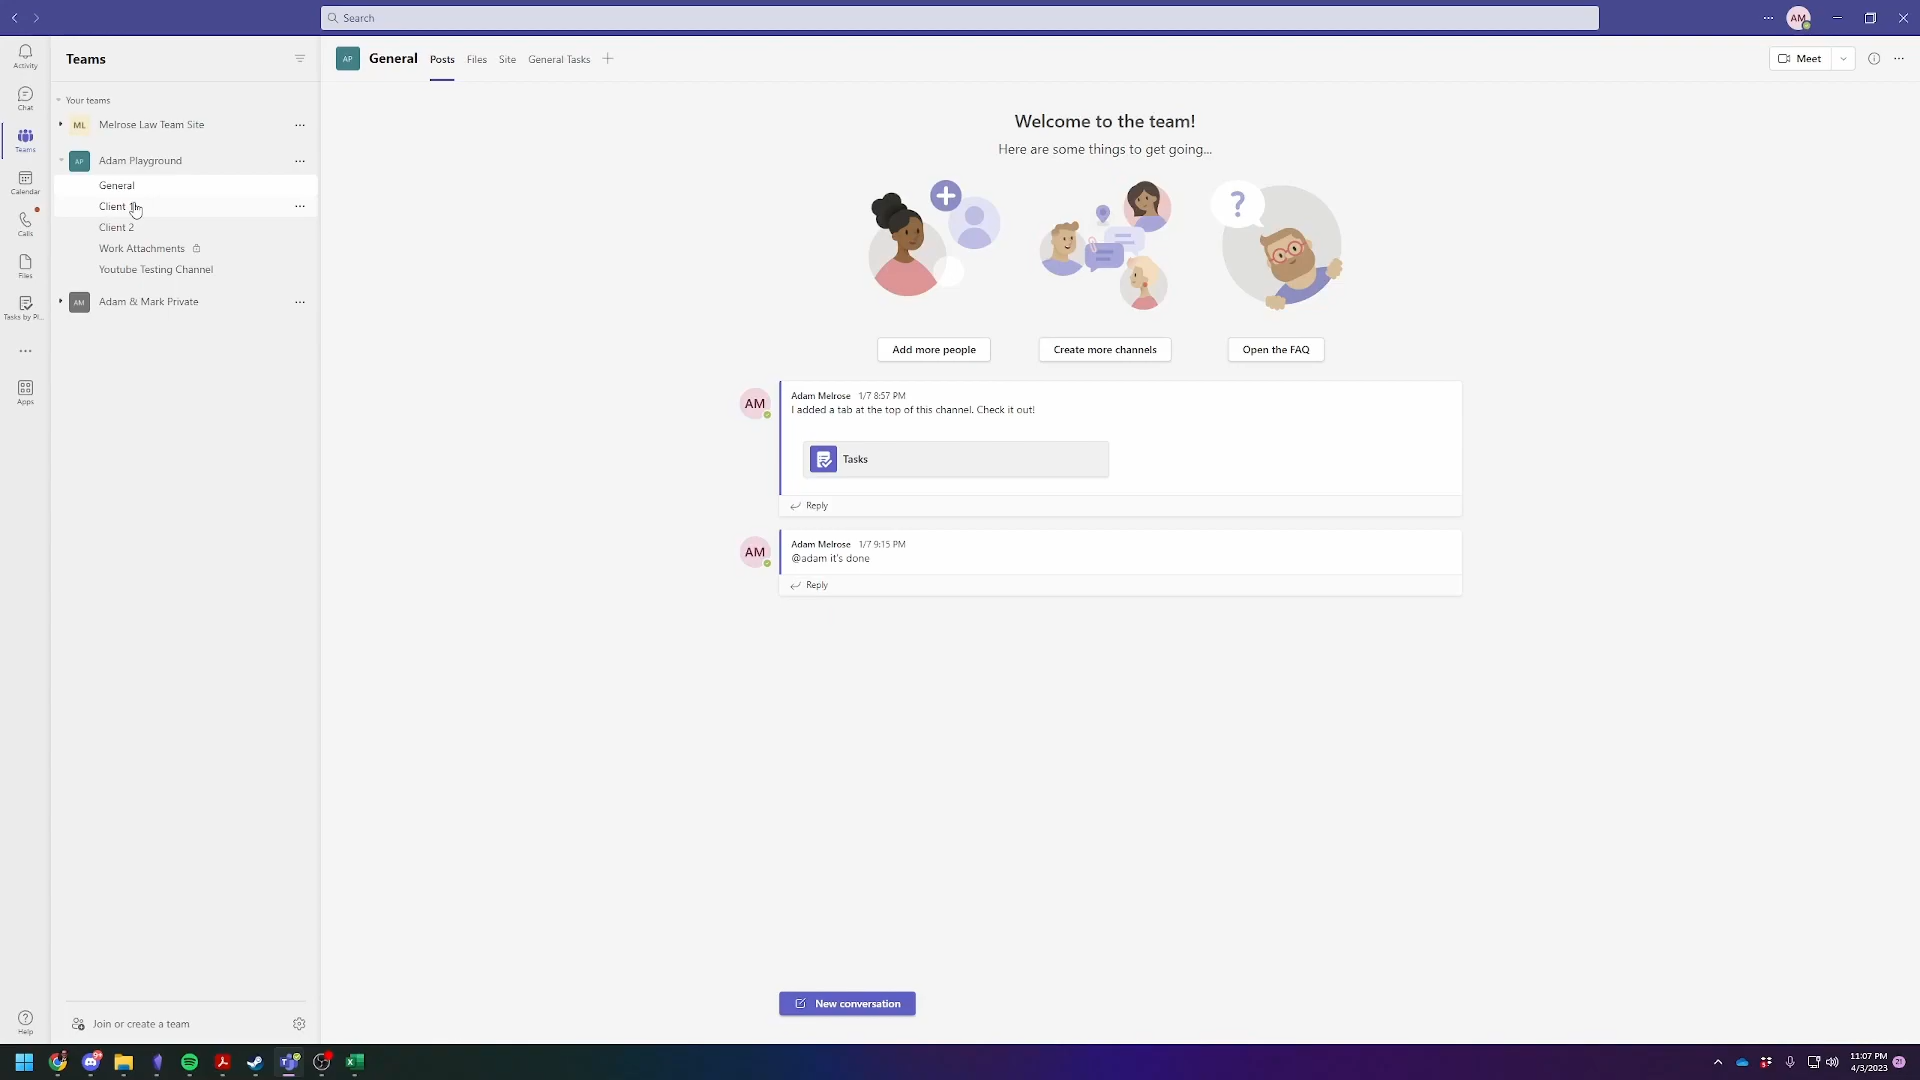 Search
AM
Activity
Chat
Teams
Calendar
Calls
Files
Tasks by Pl...
Apps
Help
Teams
Your teams
ML Melrose Law Team Site
AP Adam Playground
General
Client 1
Client 2
Work Attachments
Youtube Testing Channel
AM Adam & Mark Private
Join or create a team
AP General Posts Files Site General Tasks
Meet
Welcome to the team!
Here are some things to get going...
?
Add more people
Create more channels
Open the FAQ
AM
Adam Melrose 1/7 8:57 PM
I added a tab at the top of this channel. Check it out!
Tasks
Reply
AM
Adam Melrose 1/7 9:15 PM
@adam it's done
Reply
New conversation
11:07 PM
4/3/2023
21